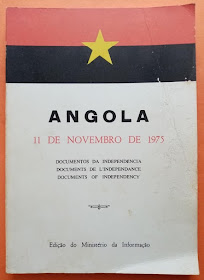 ANGOLA
11 DE NOVEMBRO DE 1975
DOCUMENTOS DA INDEPENDENCIA
DOCUMENTS DE L'INDEPENDANCE
DOCUMENTS OF INDEPENDENCY
Edição do Ministério da Informação